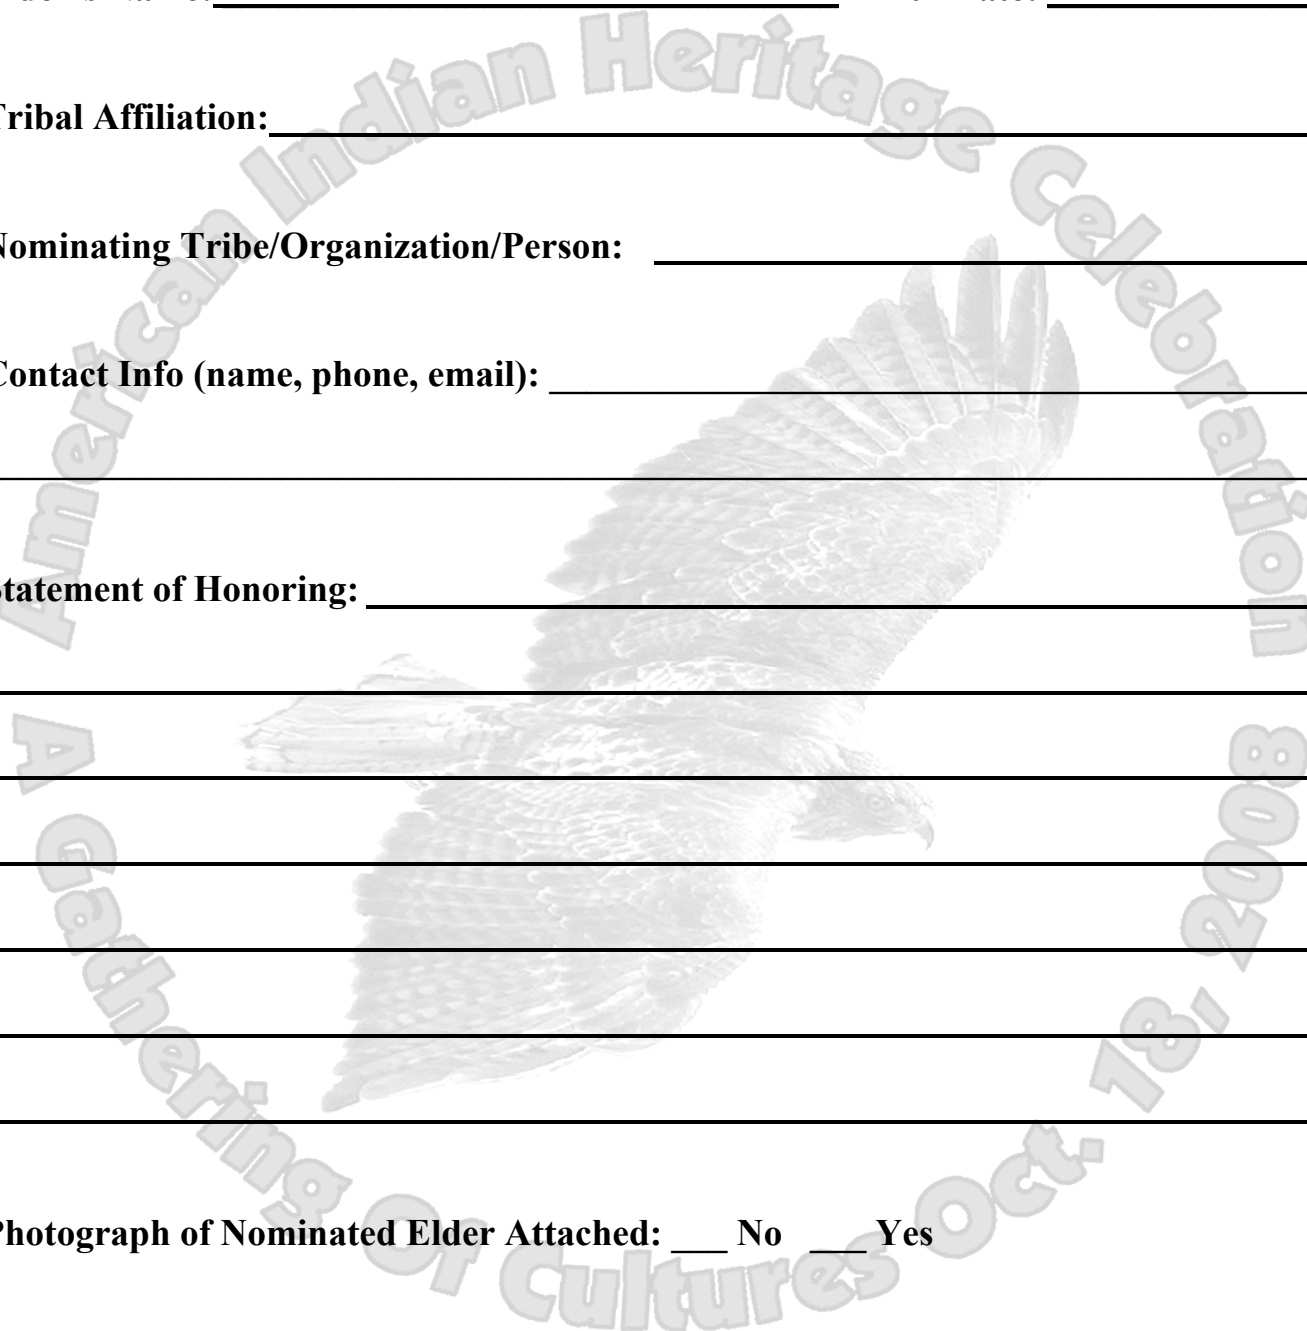 Tribal Affiliation:
Nominating Tribe/Organization/Person:
Contact Info (name, phone, email):
Statement of Honoring:
Photograph of Nominated Elder Attached: ___ No ___ Yes
American Indian Heritage Celebration
A Gathering Of Cultures Oct. 18, 2008